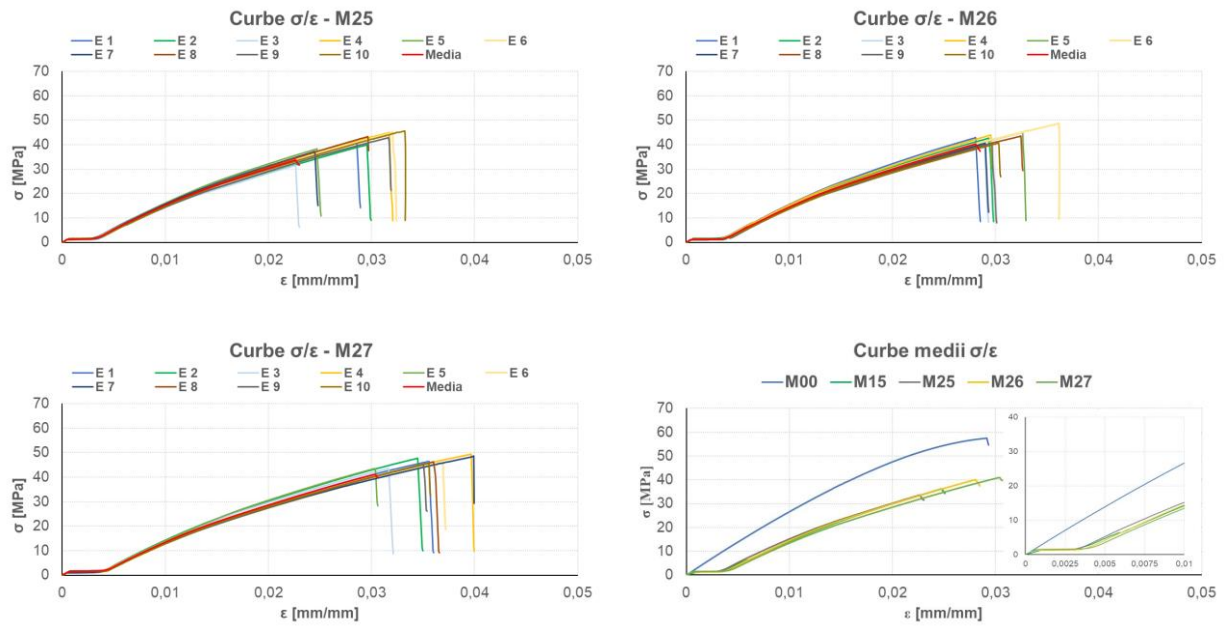 Curbe σ/ε - M25
E 1 E 2 E 3 E 4 E 5 E 6
E 7 E 8 E 9 E 10 Media
70
60
50
40
30
20
10
0
σ [MPa]
0 0,01 0,02 0,03 0,04 0,05
ε [mm/mm]
Curbe σ/ε - M26
E 1 E 2 E 3 E 4 E 5 E 6
E 7 E 8 E 9 E 10 Media
70
60
50
40
30
20
10
0
σ [MPa]
0 0,01 0,02 0,03 0,04 0,05
ε [mm/mm]
Curbe σ/ε - M27
E 1 E 2 E 3 E 4 E 5 E 6
E 7 E 8 E 9 E 10 Media
70
60
50
40
30
20
10
0
σ [MPa]
0 0,01 0,02 0,03 0,04 0,05
ε [mm/mm]
Curbe medii σ/ε
M00 M15 M25 M26 M27
70
60
50
40
30
20
10
0
σ [MPa]
0 0,01 0,02 0,03 0,04 0,05
ε [mm/mm]
40
30
20
10
0
0 0,0025 0,005 0,0075 0,01